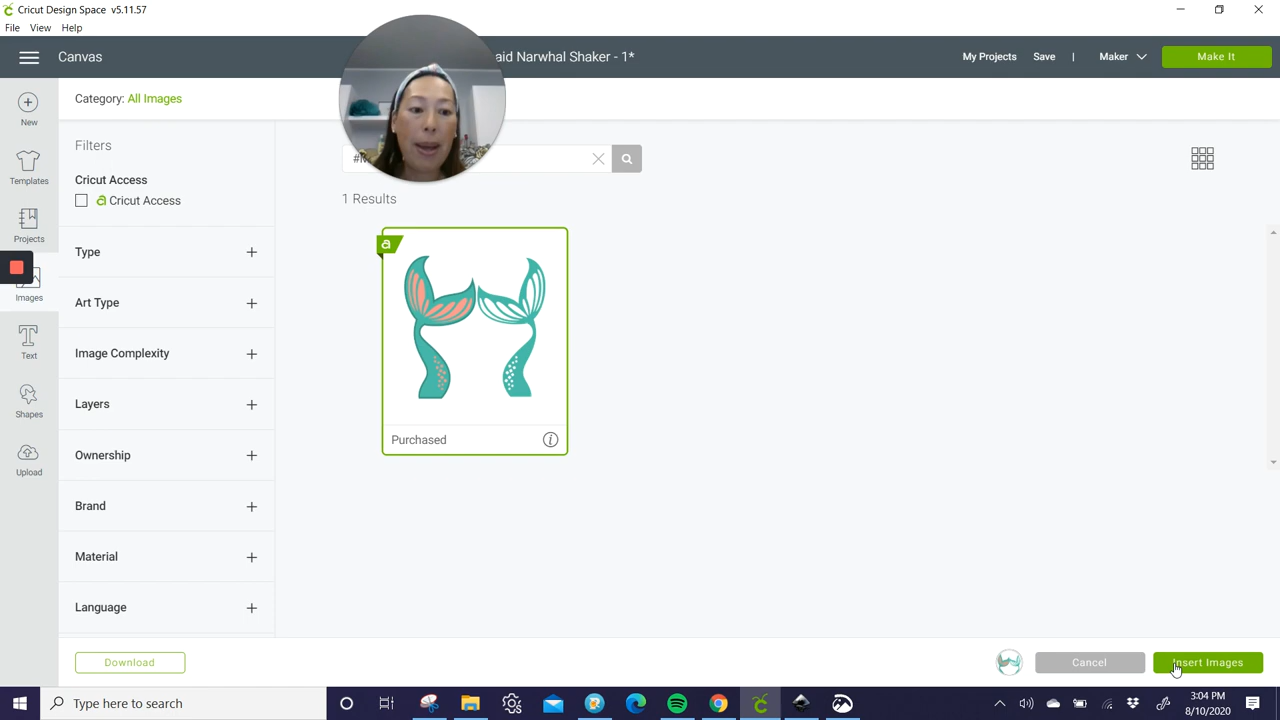 Cricut Design Space v5.11.57
File View Help
Canvas
aid Narwhal Shaker - 1*
My Projects Save | Maker Make It
Category: All Images
New
Templates
Projects
Images
Text
Shapes
Upload
Filters
Cricut Access
a Cricut Access
Type +
Art Type +
Image Complexity +
Layers +
Ownership +
Brand +
Material +
Language +
1 Results
a
Purchased i
Download
Cancel
Insert Images
Type here to search
3:04 PM
8/10/2020